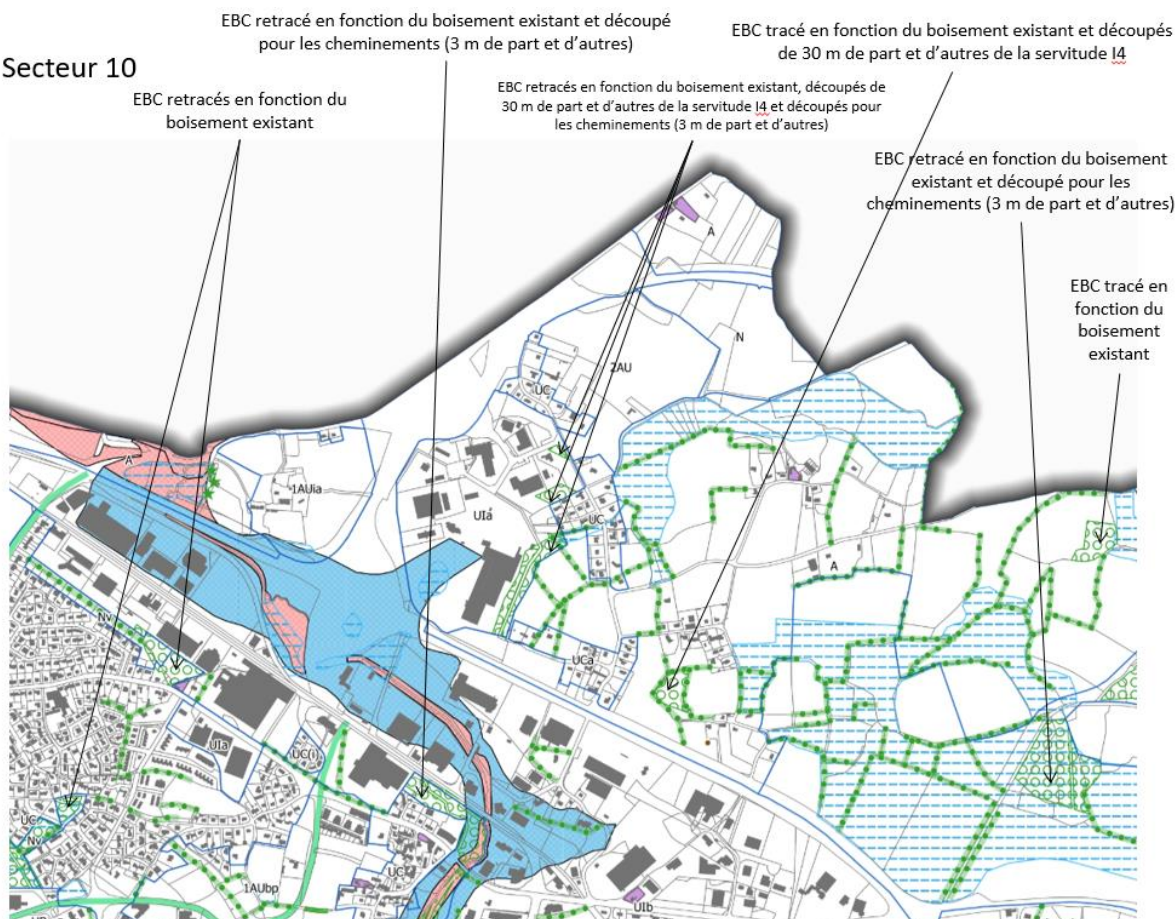 EBC retracé en fonction du boisement existant et découpé
pour les cheminements (3 m de part et d’autres)
EBC tracé en fonction du boisement existant et découpés
de 30 m de part et d’autres de la servitude I4
Secteur 10
EBC retracés en fonction du
boisement existant
EBC retracés en fonction du boisement existant, découpés de
30 m de part et d’autres de la servitude I4 et découpés pour
les cheminements (3 m de part et d’autres)
EBC retracé en fonction du boisement
existant et découpé pour les
cheminements (3 m de part et d’autres)
EBC tracé en
fonction du
boisement
existant
A
N
2AU
UC
A
1AUia
UIa
UC
A
Nv
UCa
UIa
UC(i)
UC
Nv
UC
1AUbp
UIb